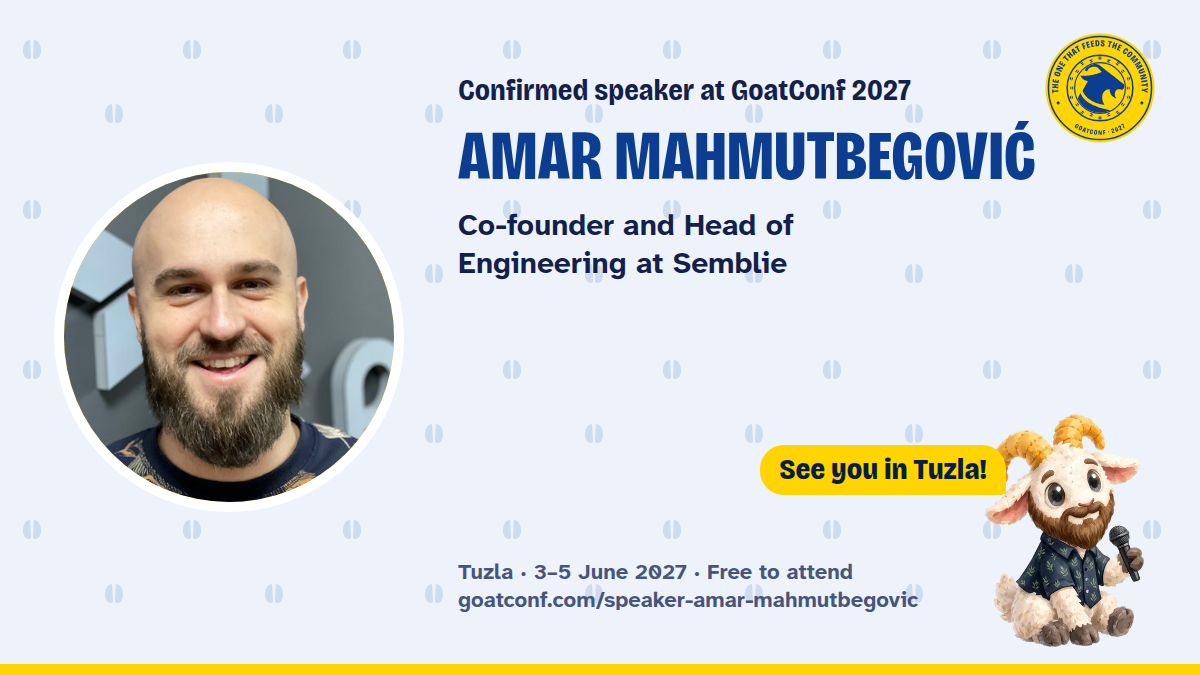 Confirmed speaker at GoatConf 2027
THE ONE THAT FEEDS THE COMMUNITY
GOATCONF · 2027
AMAR MAHMUTBEGOVIĆ
Co-founder and Head of
Engineering at Semblie
See you in Tuzla!
Tuzla · 3–5 June 2027 · Free to attend
goatconf.com/speaker-amar-mahmutbegovic